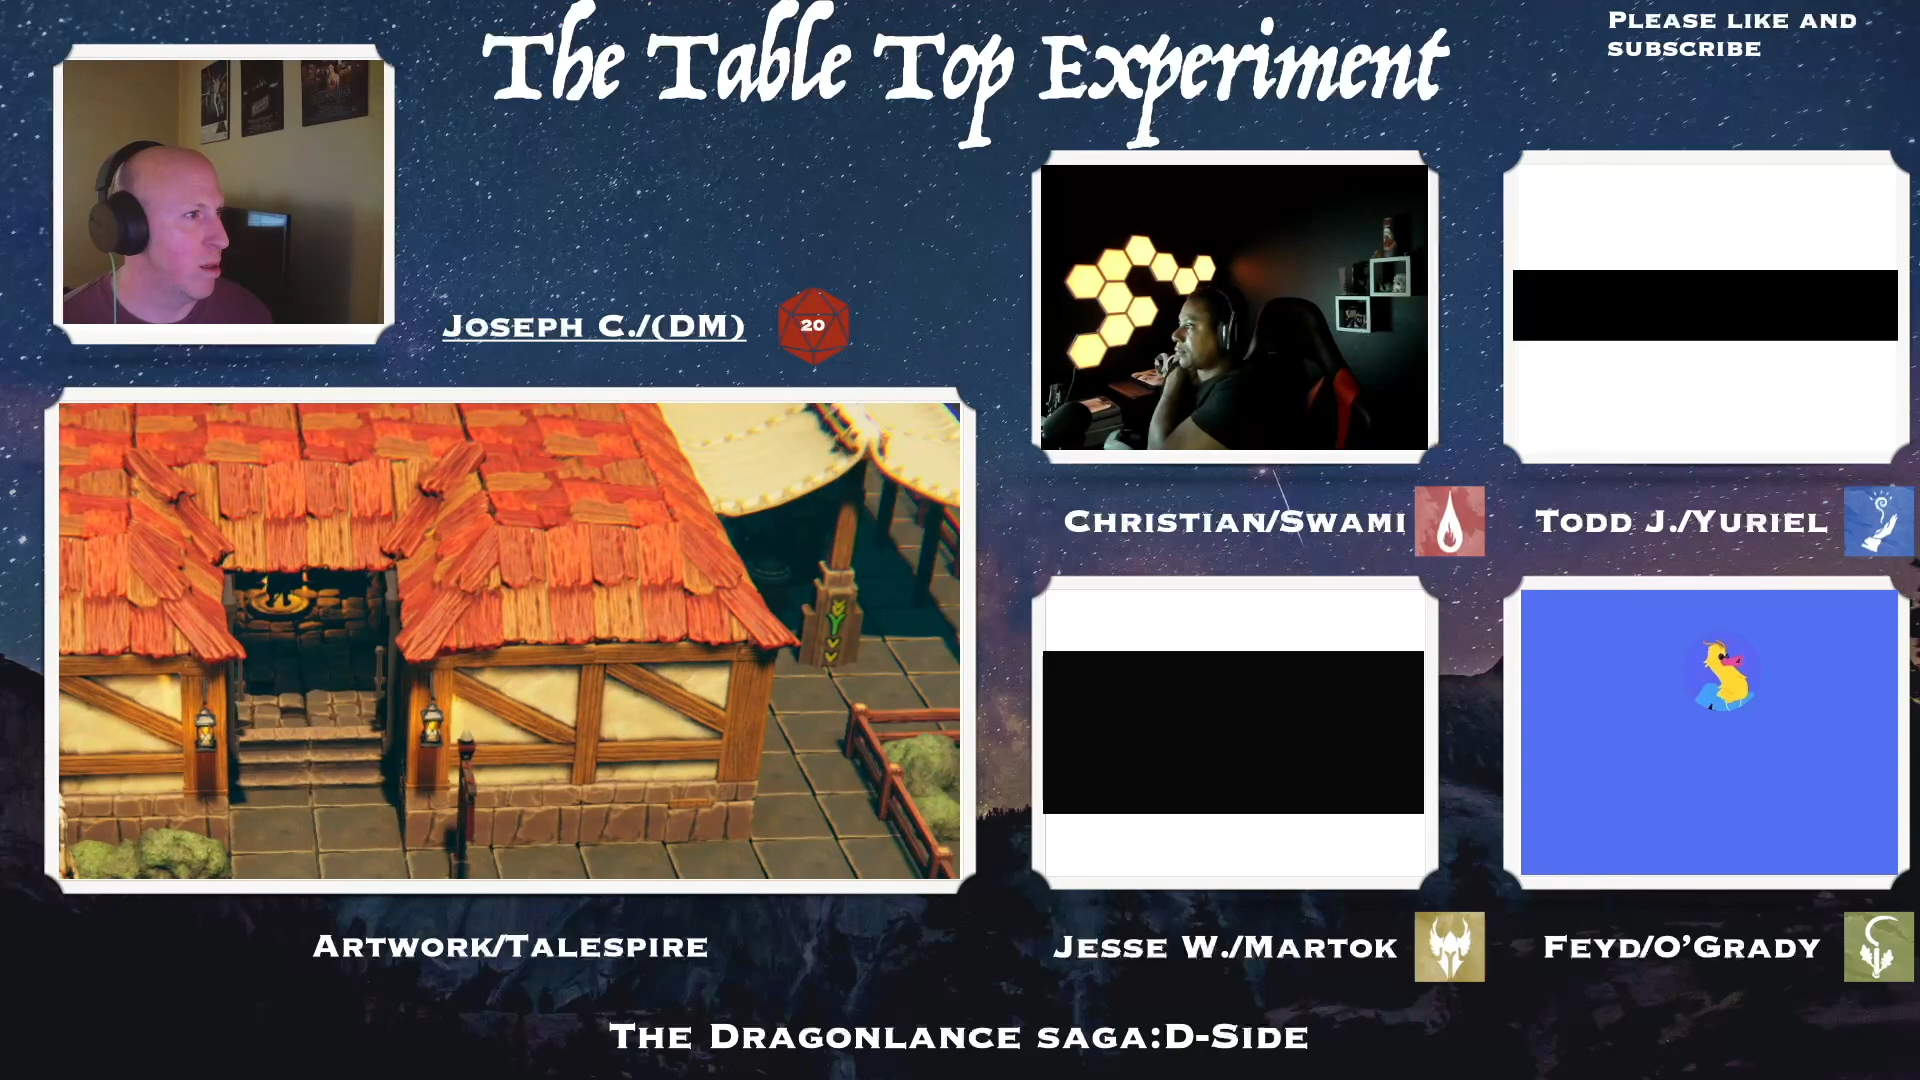 The Table Top Experiment
Please like and
subscribe
Joseph C./(DM)
20
Christian/Swami
Todd J./Yuriel
Artwork/Talespire
Jesse W./Martok
Feyd/O'Grady
The Dragonlance saga:D-Side